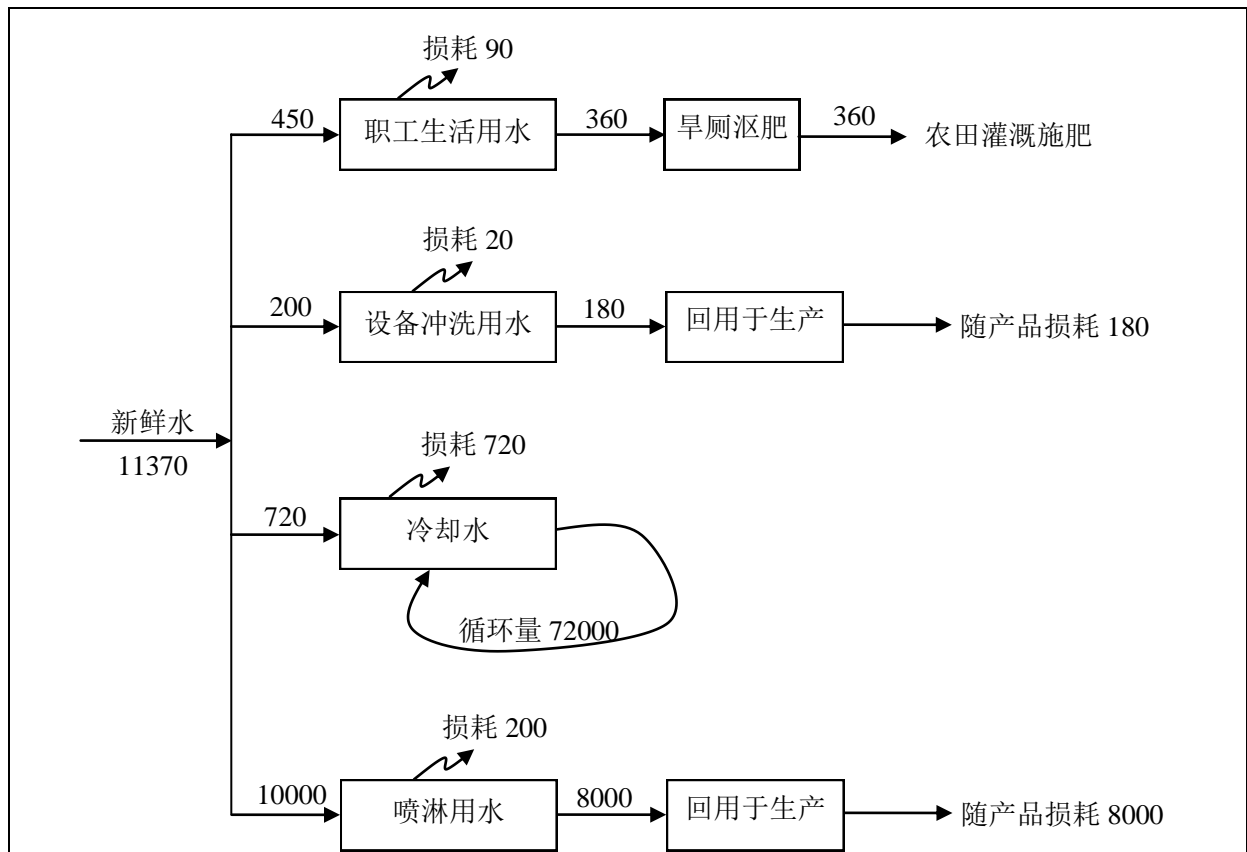 损耗 90
450
职工生活用水
360
旱厕沤肥
360
农田灌溉施肥
损耗 20
200
设备冲洗用水
180
回用于生产
随产品损耗 180
新鲜水
11370
损耗 720
720
冷却水
循环量 72000
损耗 200
10000
喷淋用水
8000
回用于生产
随产品损耗 8000